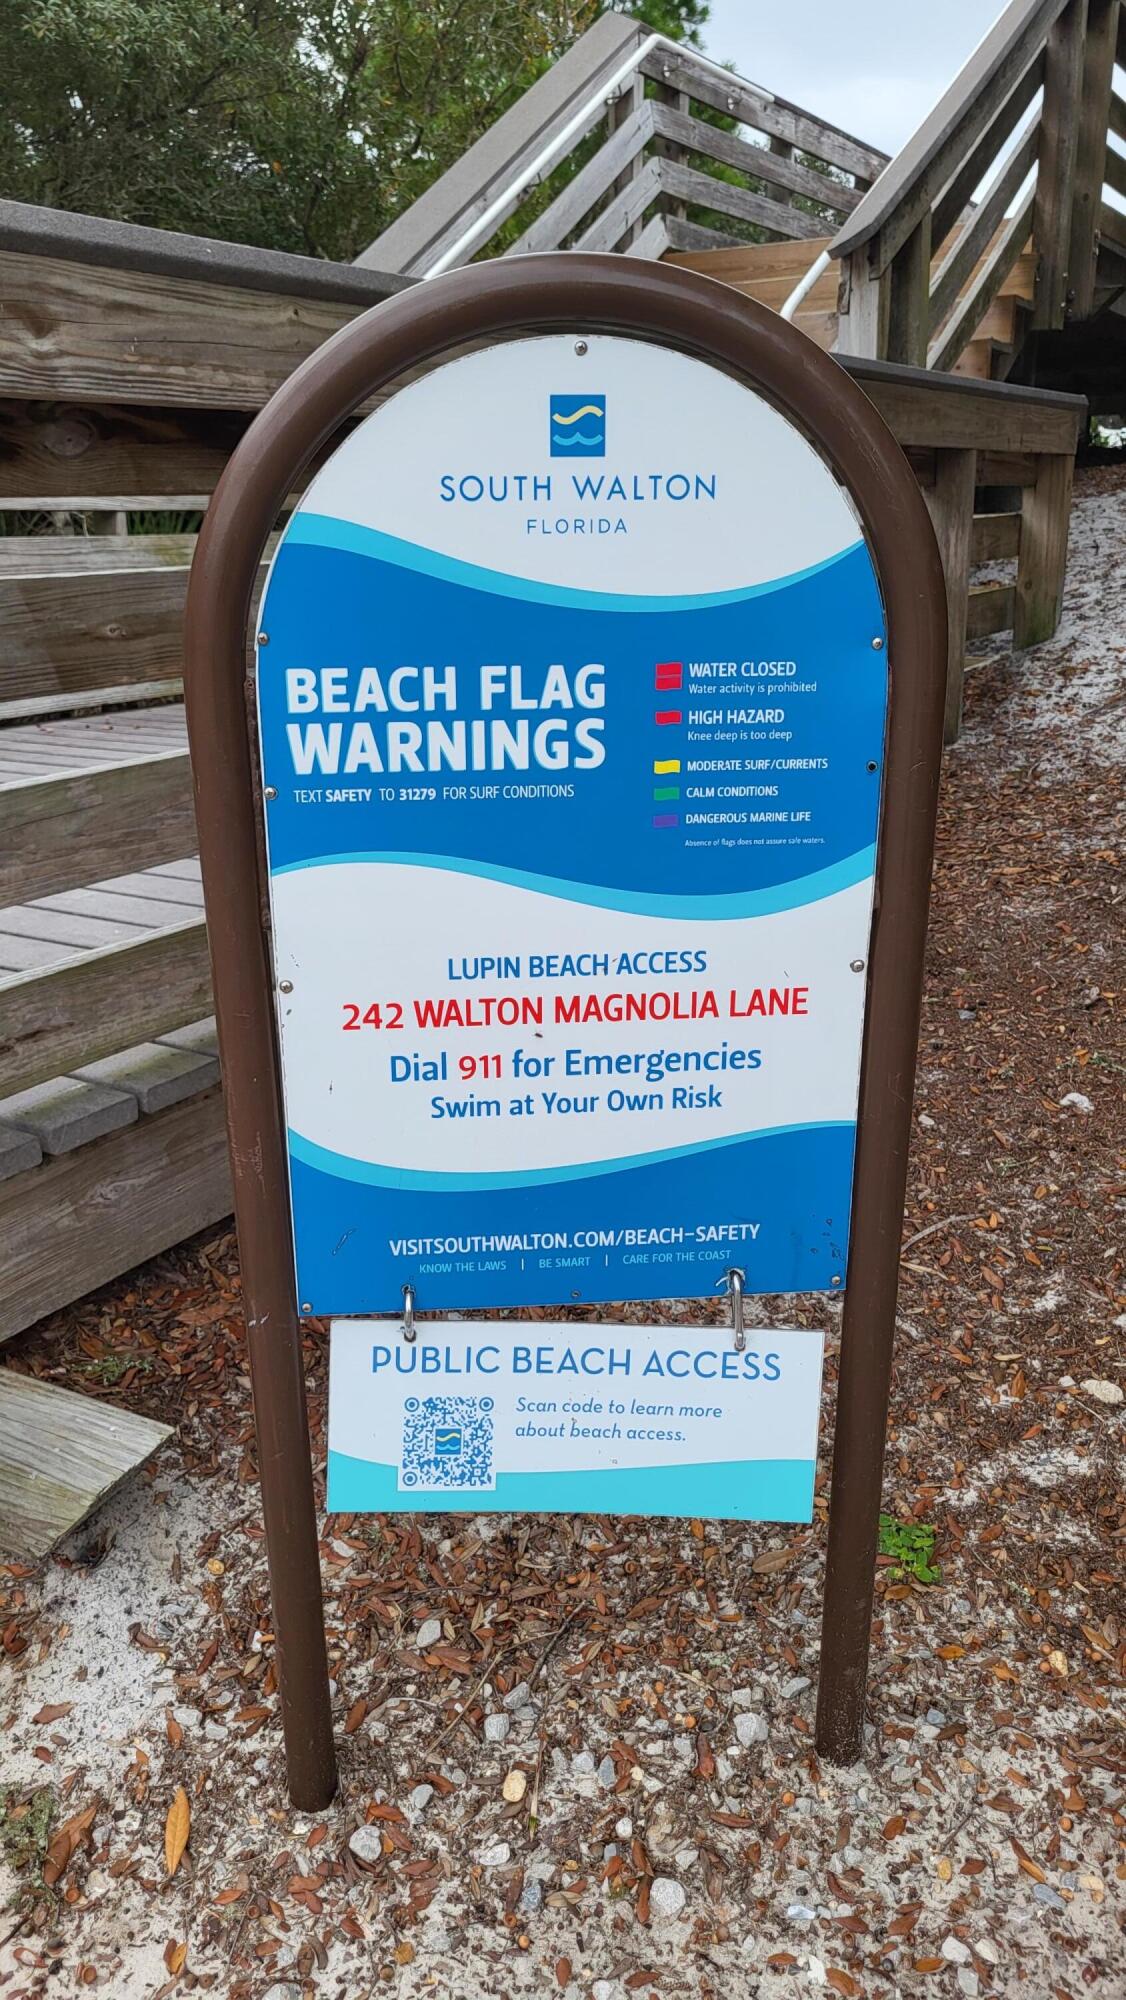 SOUTH WALTON
FLORIDA
BEACH FLAG
WARNINGS
TEXT SAFETY TO 31279 FOR SURF CONDITIONS
WATER CLOSED
Water activity is prohibited
HIGH HAZARD
Knee deep is too deep
MODERATE SURF/CURRENTS
CALM CONDITIONS
DANGEROUS MARINE LIFE
Absence of flags does not assure safe waters.
LUPIN BEACH ACCESS
242 WALTON MAGNOLIA LANE
Dial 911 for Emergencies
Swim at Your Own Risk
VISITSOUTHWALTON.COM/BEACH-SAFETY
KNOW THE LAWS | BE SMART | CARE FOR THE COAST
PUBLIC BEACH ACCESS
Scan code to learn more
about beach access.